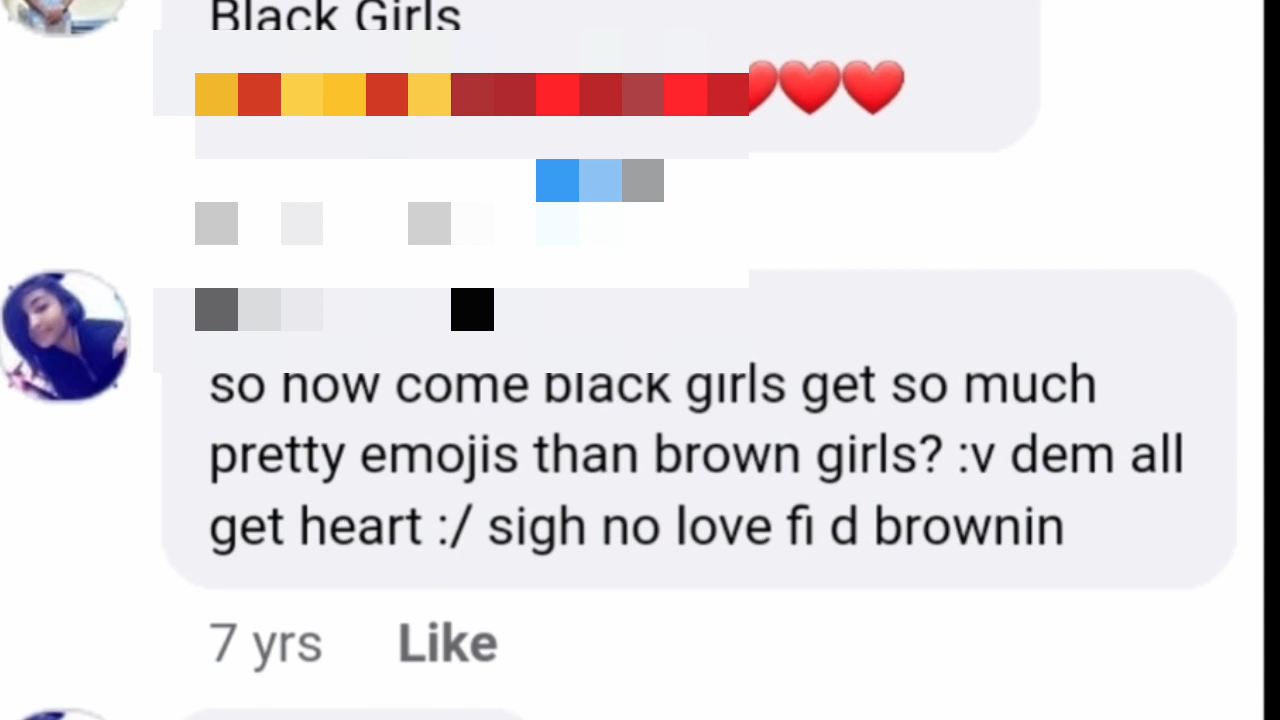 Black Girls
❤️❤️❤️
so how come black girls get so much
pretty emojis than brown girls? :v dem all
get heart :/ sigh no love fi d brownin
7 yrs Like